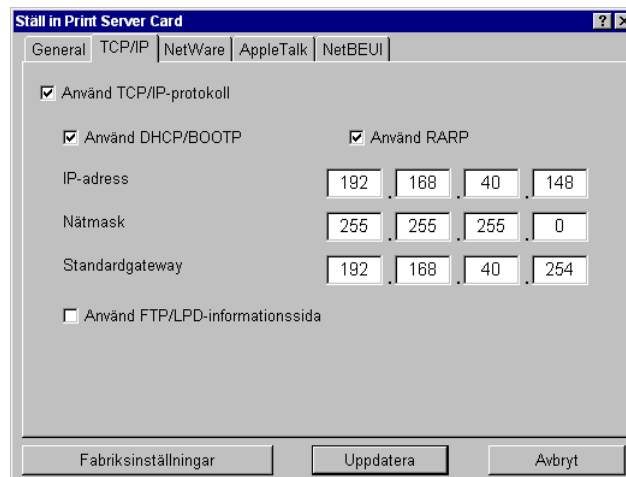 Ställ in Print Server Card
General TCP/IP NetWare AppleTalk NetBEUI
Använd TCP/IP-protokoll
Använd DHCP/BOOTP Använd RARP
IP-adress 192 . 168 . 40 . 148
Nätmask 255 . 255 . 255 . 0
Standardgateway 192 . 168 . 40 . 254
Använd FTP/LPD-informationssida
Fabriksinställningar Uppdatera Avbryt